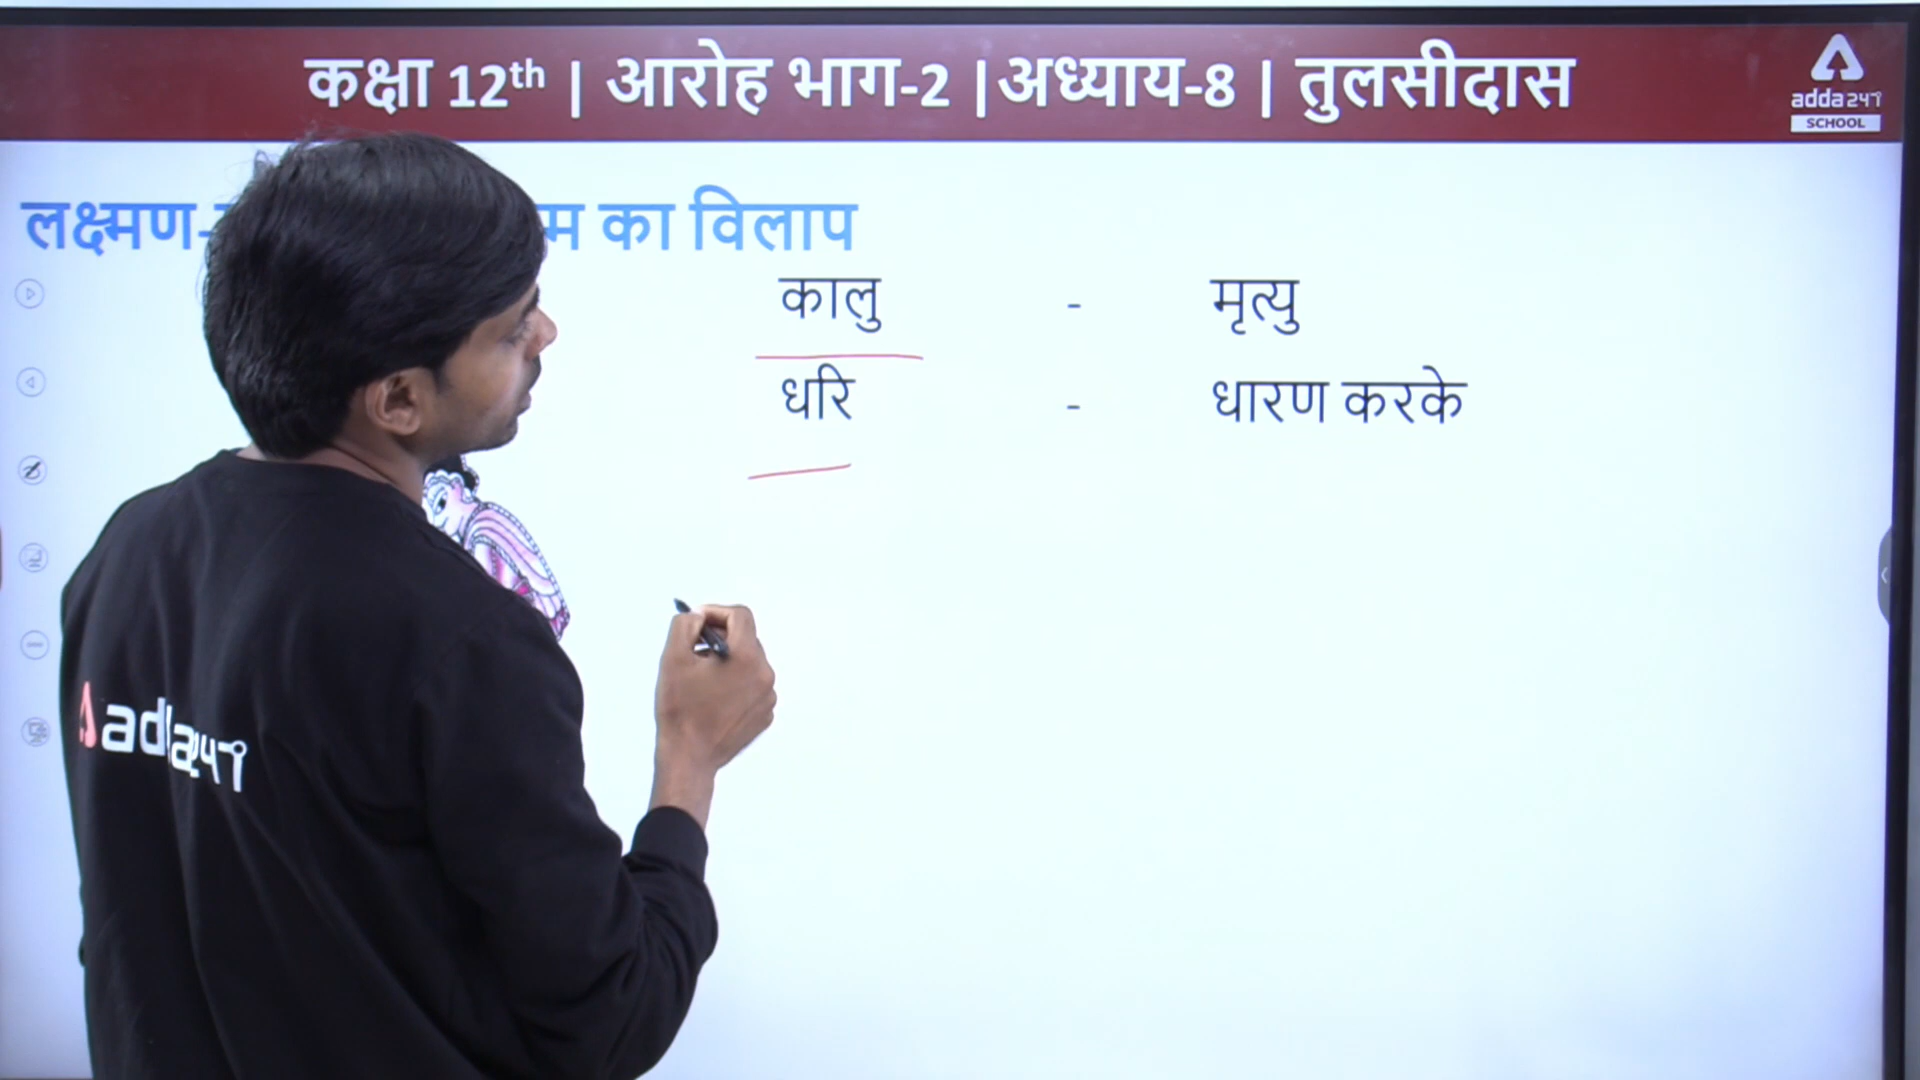 कक्षा 12th | आरोह भाग-2 |अध्याय-8 | तुलसीदास
adda247
SCHOOL
लक्ष्मण- का विलाप
कालु - मृत्यु
धरि - धारण करके
adda247